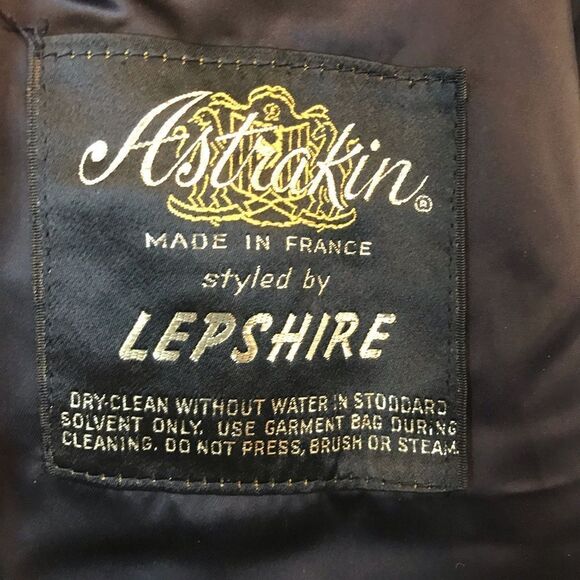 Astrakin®
MADE IN FRANCE
styled by
LEPSHIRE
DRY-CLEAN WITHOUT WATER IN STODDARD
SOLVENT ONLY. USE GARMENT BAG DURING
CLEANING. DO NOT PRESS, BRUSH OR STEAM.